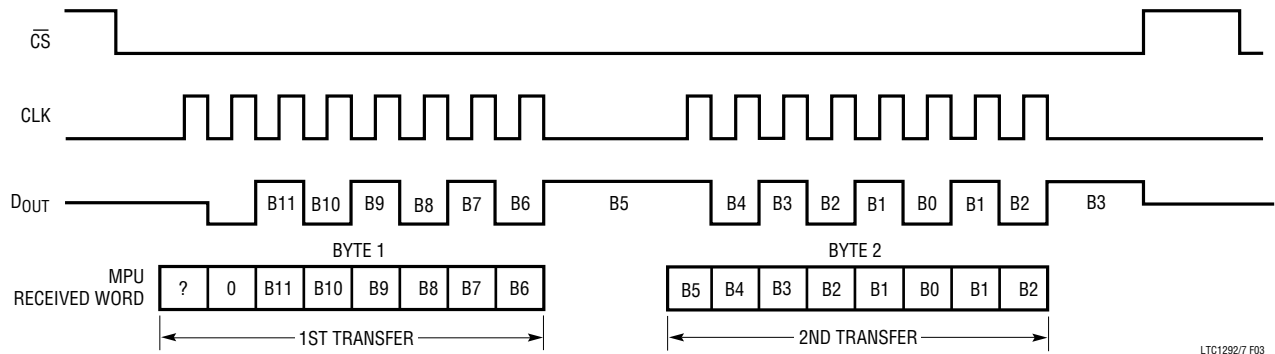 CS
CLK
DOUT B11 B10 B9 B8 B7 B6 B5 B4 B3 B2 B1 B0 B1 B2 B3
BYTE 1 BYTE 2
MPU
RECEIVED WORD
? 0 B11 B10 B9 B8 B7 B6 B5 B4 B3 B2 B1 B0 B1 B2
1ST TRANSFER 2ND TRANSFER
LTC1292/7 F03